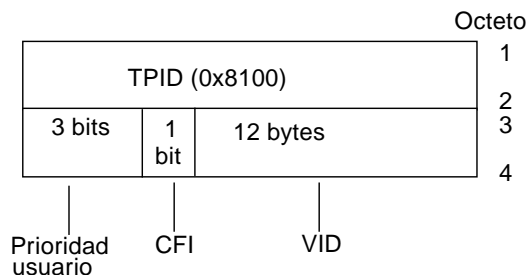 Octeto
1
TPID (0x8100)
2
3 bits
1
bit
12 bytes
3
4
Prioridad
usuario
CFI
VID